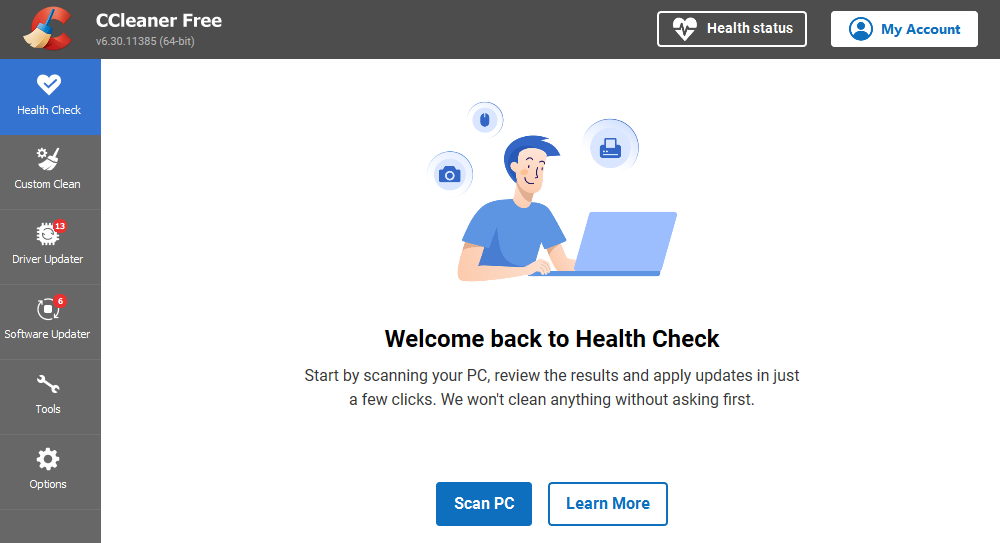 CCleaner Free
v6.30.11385 (64-bit)
Health status
My Account
Health Check
Custom Clean
13
Driver Updater
6
Software Updater
Tools
Options
Welcome back to Health Check
Start by scanning your PC, review the results and apply updates in just
a few clicks. We won't clean anything without asking first.
Scan PC
Learn More